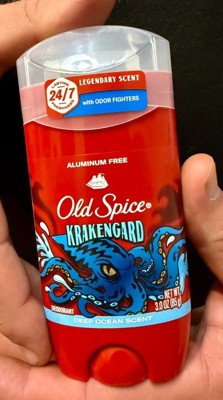 24/7
LEGENDARY SCENT
with ODOR FIGHTERS
ALUMINUM FREE
Old Spice®
KRAKENGARD
DEODORANT
NET WT
3.0 OZ (85g)
DEEP OCEAN SCENT